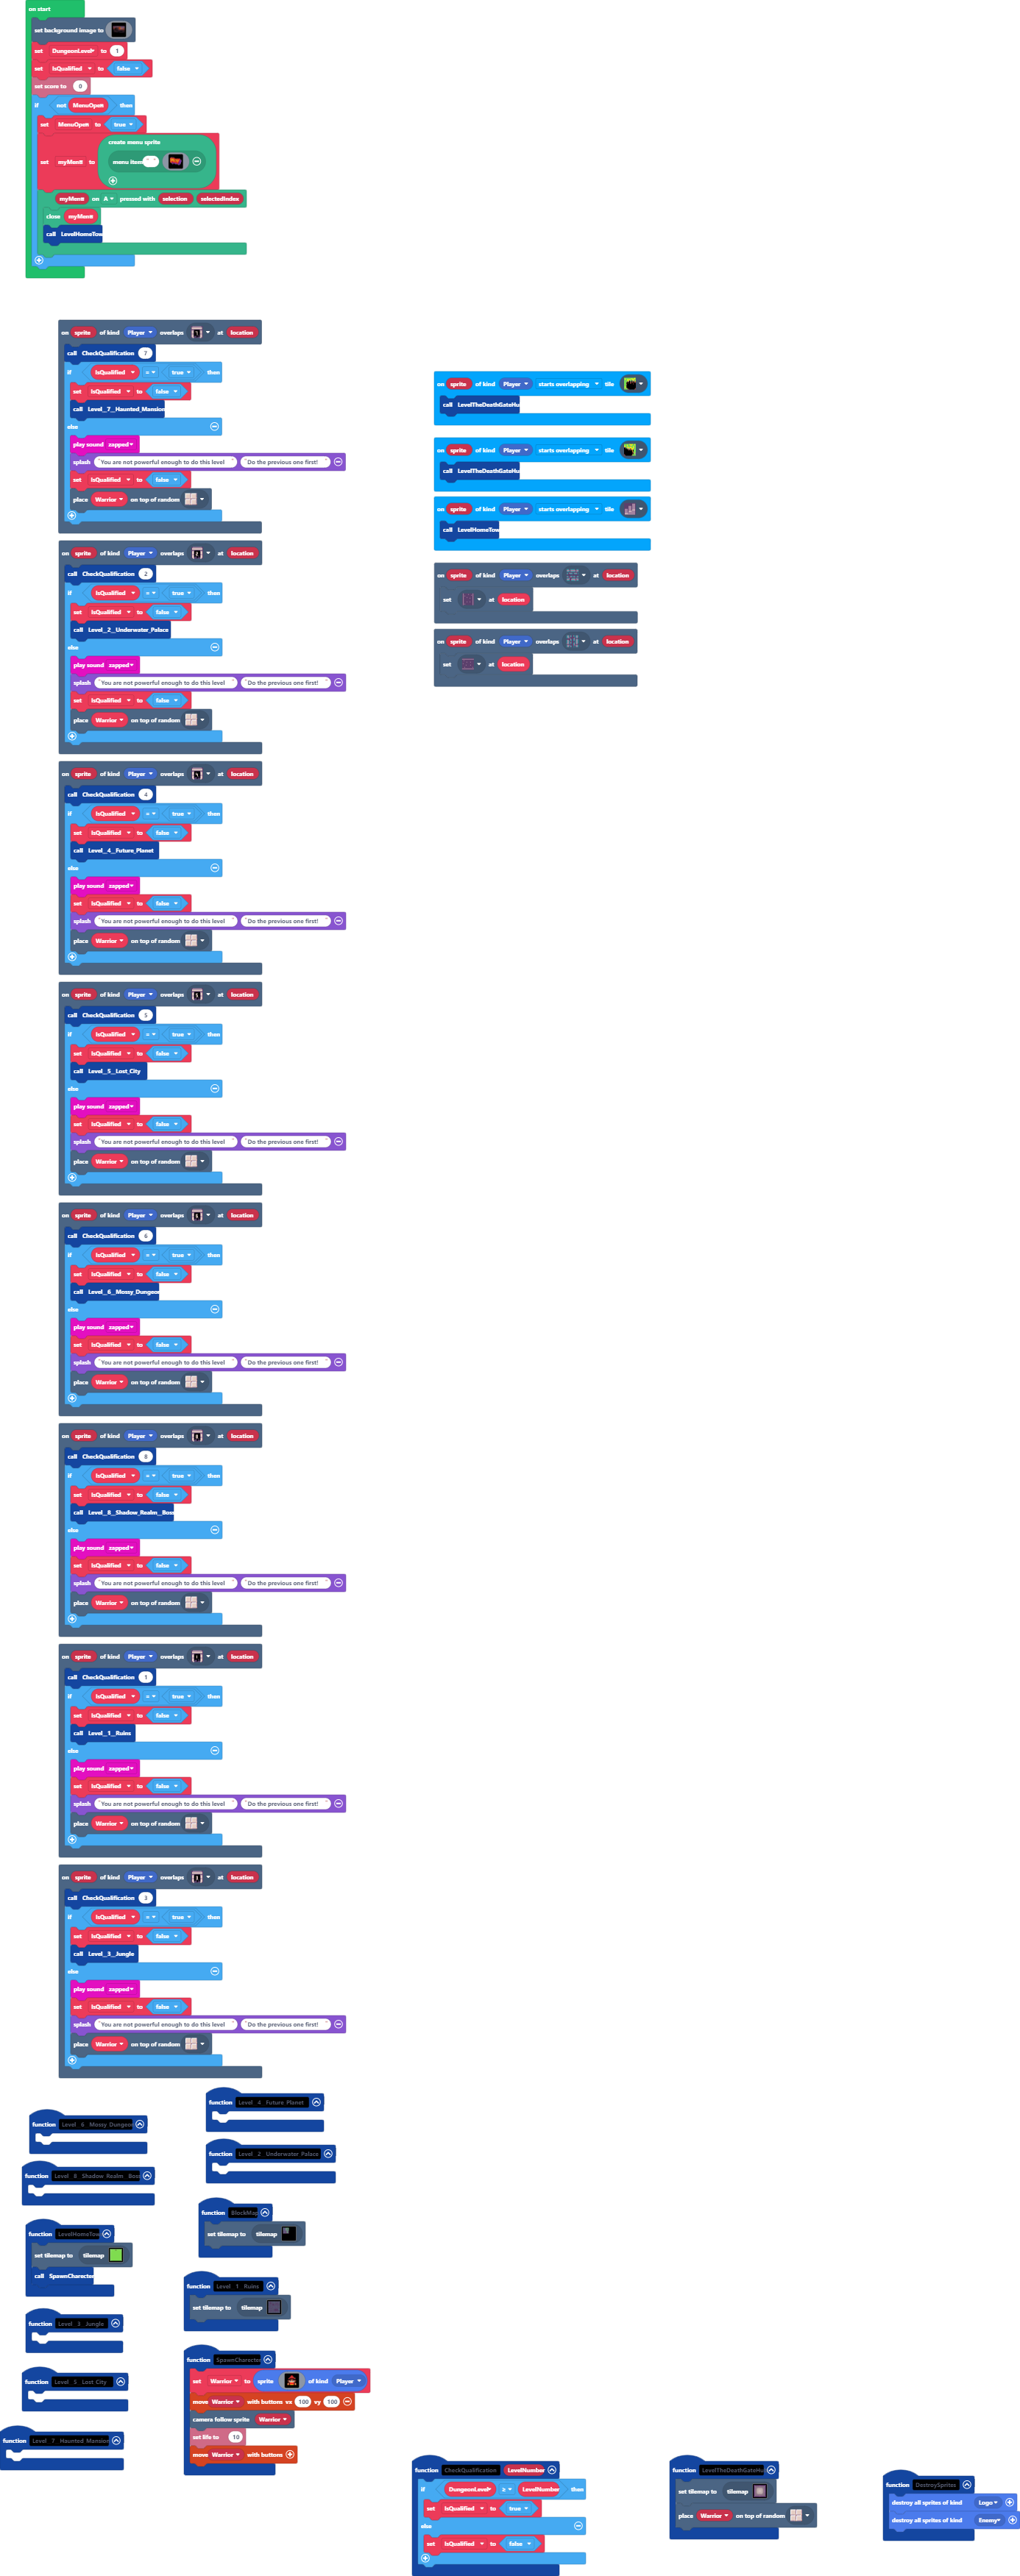 on start
set background image to
set DungeonLevel to 1
set IsQualified to false
set score to 0
if not MenuOpen then
set MenuOpen to true
create menu sprite
set myMenu to menu item
myMenu on A pressed with selection selectedIndex
close myMenu
call LevelHomeTow
on sprite of kind Player overlaps at location
call CheckQualification 7
if IsQualified = true then
set IsQualified to false
call Level_7_Haunted_Mansion
else
play sound zapped
splash "You are not powerful enough to do this level" "Do the previous one first!"
set IsQualified to false
place Warrior on top of random
on sprite of kind Player overlaps at location
call CheckQualification 2
if IsQualified = true then
set IsQualified to false
call Level_2_Underwater_Palace
else
play sound zapped
splash "You are not powerful enough to do this level" "Do the previous one first!"
set IsQualified to false
place Warrior on top of random
on sprite of kind Player overlaps at location
call CheckQualification 4
if IsQualified = true then
set IsQualified to false
call Level_4_Future_Planet
else
play sound zapped
set IsQualified to false
splash "You are not powerful enough to do this level" "Do the previous one first!"
place Warrior on top of random
on sprite of kind Player overlaps at location
call CheckQualification 5
if IsQualified = true then
set IsQualified to false
call Level_5_Lost_City
else
play sound zapped
set IsQualified to false
splash "You are not powerful enough to do this level" "Do the previous one first!"
place Warrior on top of random
on sprite of kind Player overlaps at location
call CheckQualification 6
if IsQualified = true then
set IsQualified to false
call Level_6_Mossy_Dungeon
else
play sound zapped
set IsQualified to false
splash "You are not powerful enough to do this level" "Do the previous one first!"
place Warrior on top of random
on sprite of kind Player overlaps at location
call CheckQualification 8
if IsQualified = true then
set IsQualified to false
call Level_8_Shadow_Realm_Boss
else
play sound zapped
set IsQualified to false
splash "You are not powerful enough to do this level" "Do the previous one first!"
place Warrior on top of random
on sprite of kind Player overlaps at location
call CheckQualification 1
if IsQualified = true then
set IsQualified to false
call Level_1_Ruins
else
play sound zapped
set IsQualified to false
splash "You are not powerful enough to do this level" "Do the previous one first!"
place Warrior on top of random
on sprite of kind Player overlaps at location
call CheckQualification 3
if IsQualified = true then
set IsQualified to false
call Level_3_Jungle
else
play sound zapped
set IsQualified to false
splash "You are not powerful enough to do this level" "Do the previous one first!"
place Warrior on top of random
on sprite of kind Player starts overlapping tile
call LevelTheDeathGateHu
on sprite of kind Player starts overlapping tile
call LevelTheDeathGateHu
on sprite of kind Player starts overlapping tile
call LevelHomeTow
on sprite of kind Player overlaps at location
set at location
on sprite of kind Player overlaps at location
set at location
function Level_4_Future_Planet
function Level_6_Mossy_Dungeon
function Level_2_Underwater_Palace
function Level_8_Shadow_Realm_Boss
function BlockMap
set tilemap to tilemap
function LevelHomeTow
set tilemap to tilemap
call SpawnCharecter
function Level_1_Ruins
set tilemap to tilemap
function Level_3_Jungle
function Level_5_Lost_City
function Level_7_Haunted_Mansion
function SpawnCharecter
set Warrior to sprite of kind Player
move Warrior with buttons vx 100 vy 100
camera follow sprite Warrior
set life to 10
move Warrior with buttons
function CheckQualification LevelNumber
if DungeonLevel ≥ LevelNumber then
set IsQualified to true
else
set IsQualified to false
function LevelTheDeathGateHu
set tilemap to tilemap
place Warrior on top of random
function DestroySprites
destroy all sprites of kind Logo
destroy all sprites of kind Enemy